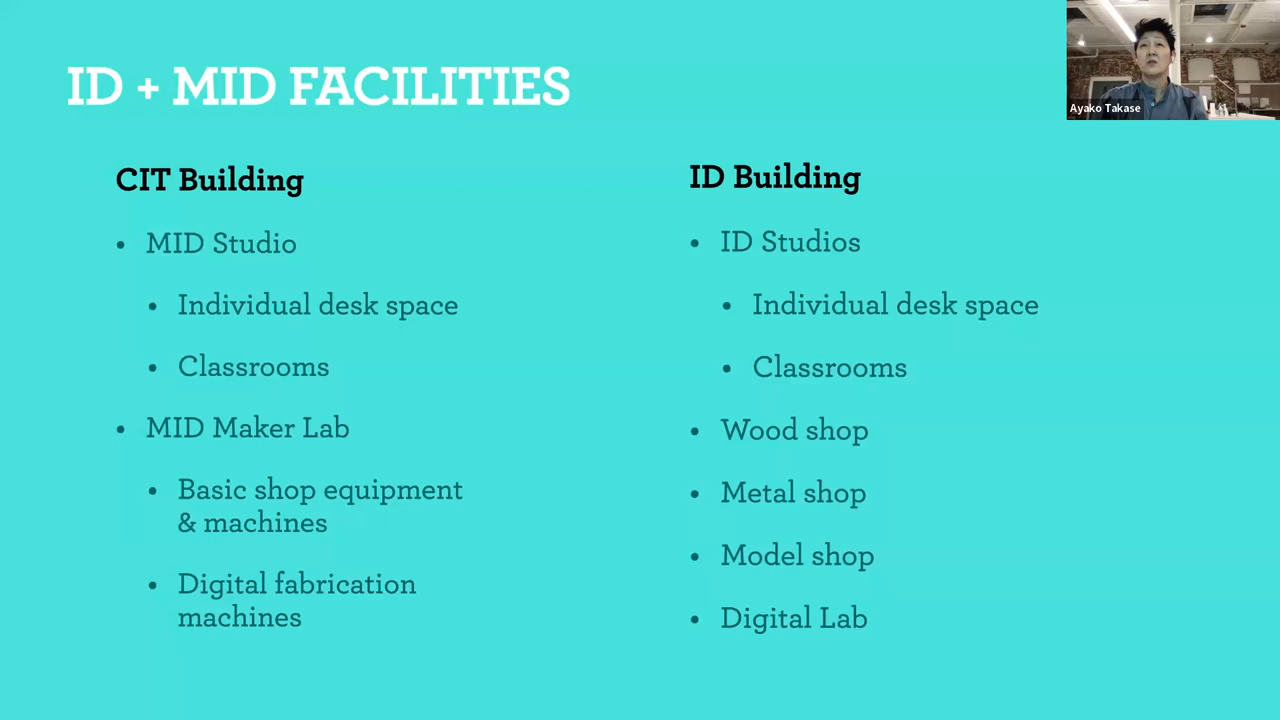 ID + MID FACILITIES
Ayako Takase
CIT Building
• MID Studio
• Individual desk space
• Classrooms
• MID Maker Lab
• Basic shop equipment
& machines
• Digital fabrication
machines
ID Building
• ID Studios
• Individual desk space
• Classrooms
• Wood shop
• Metal shop
• Model shop
• Digital Lab